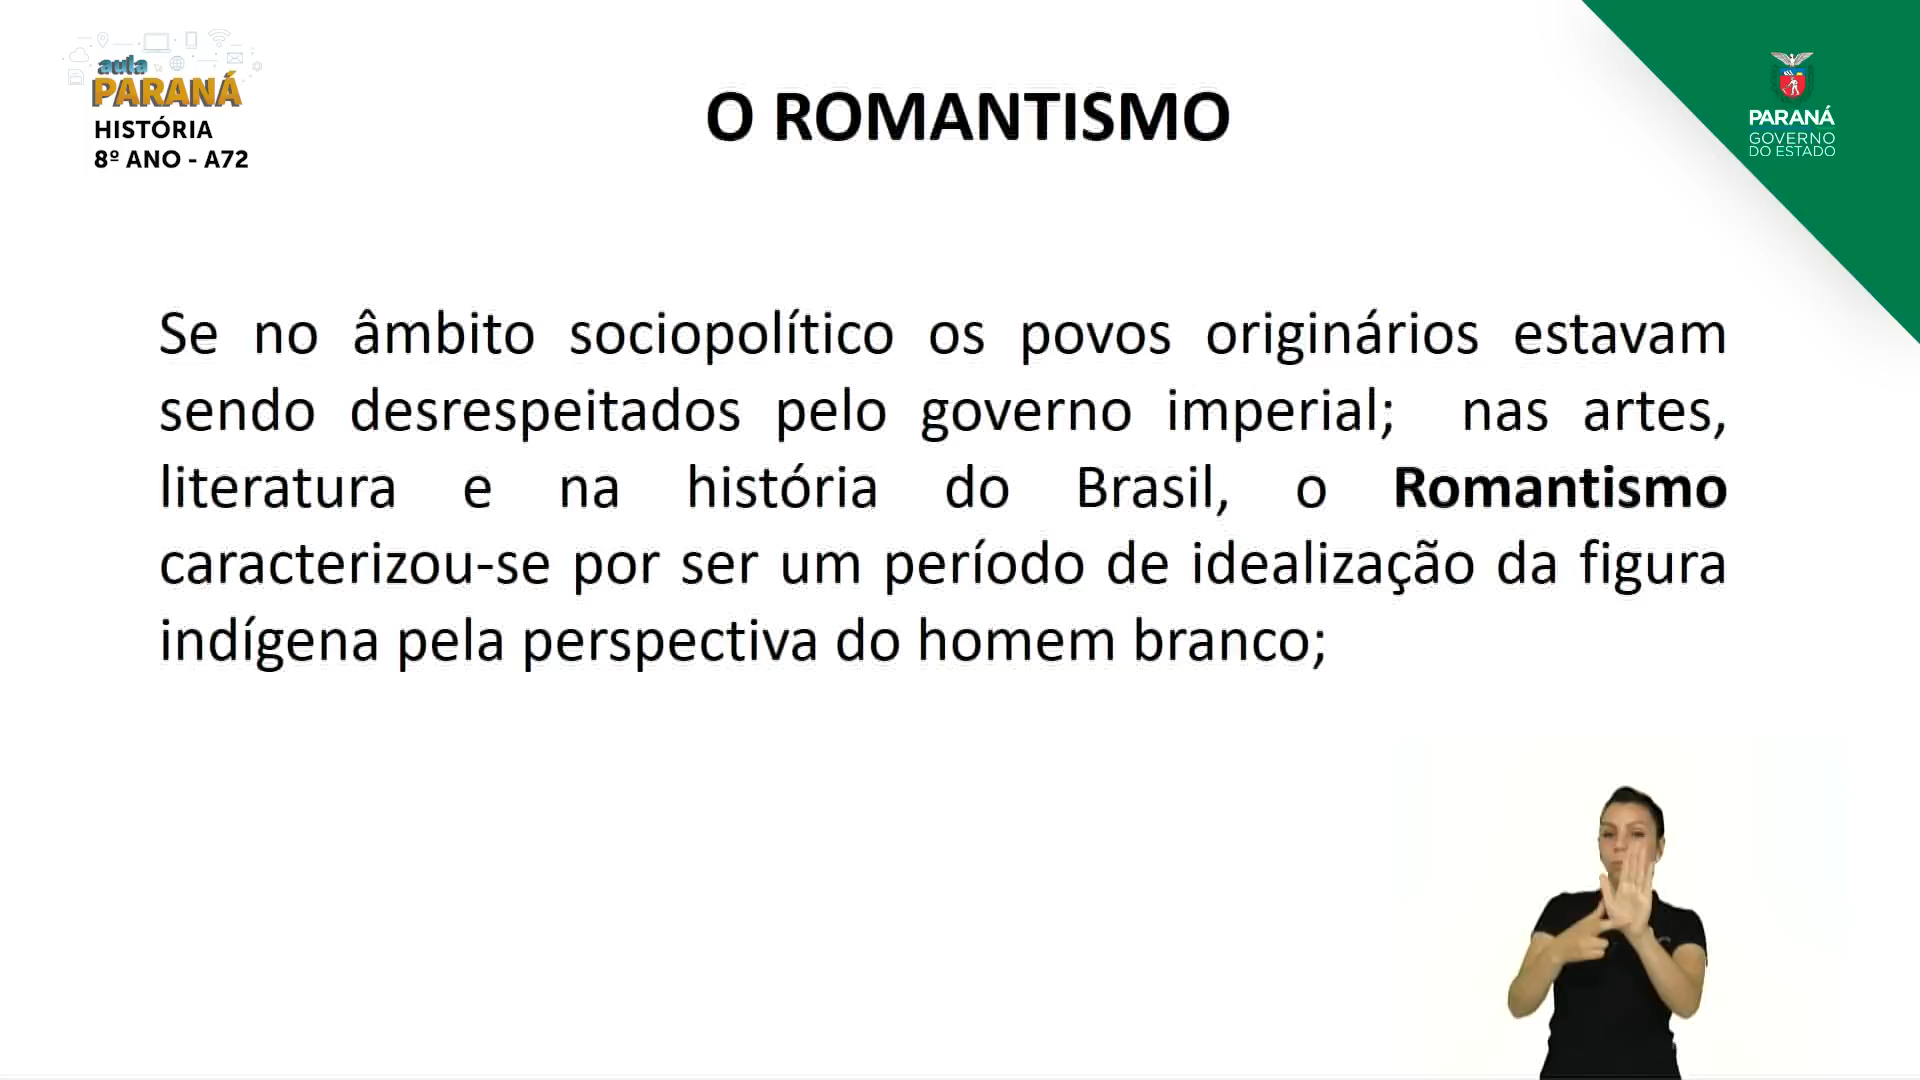 aula
PARANÁ
HISTÓRIA
8º ANO - A72
O ROMANTISMO
PARANÁ
GOVERNO
DO ESTADO
Se no âmbito sociopolítico os povos originários estavam
sendo desrespeitados pelo governo imperial; nas artes,
literatura e na história do Brasil, o Romantismo
caracterizou-se por ser um período de idealização da figura
indígena pela perspectiva do homem branco;